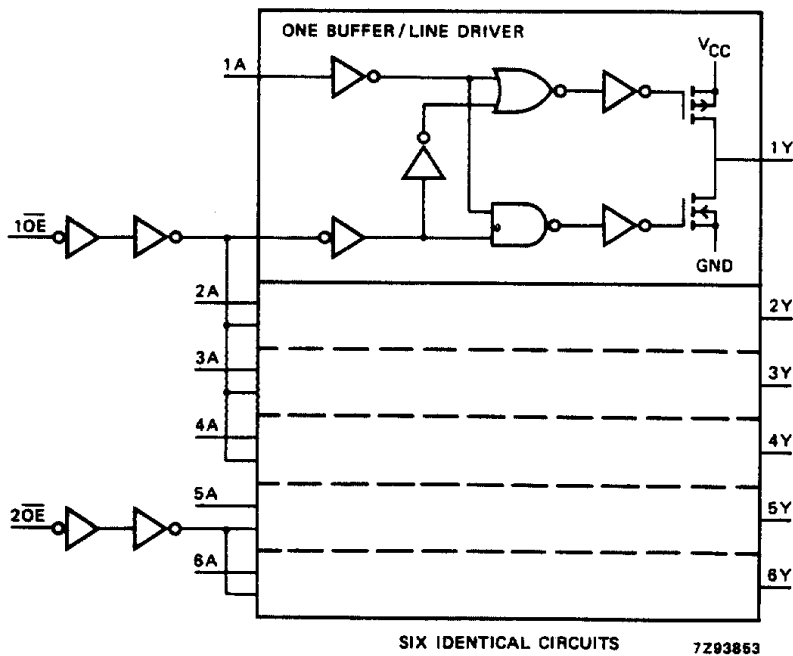 ONE BUFFER/LINE DRIVER
VCC
1A
1Y
1OE
GND
2A
2Y
3A
3Y
4A
4Y
5A
5Y
2OE
6A
6Y
SIX IDENTICAL CIRCUITS
7Z93853